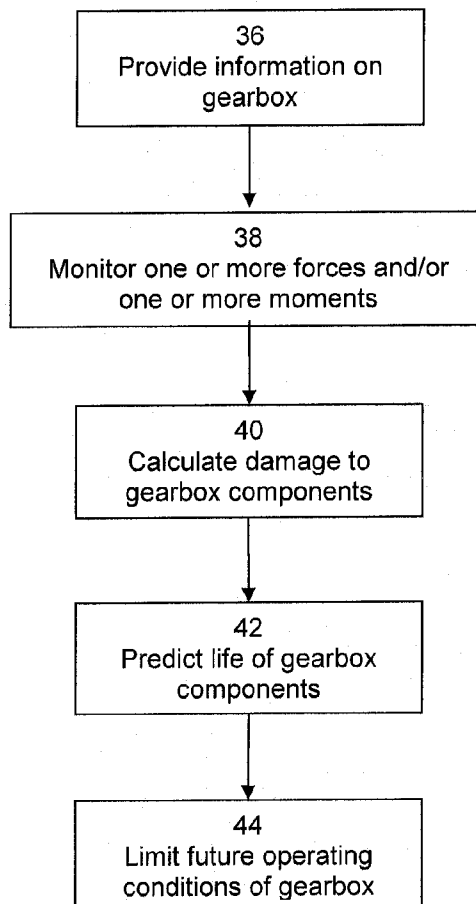 36
Provide information on
gearbox
38
Monitor one or more forces and/or
one or more moments
40
Calculate damage to
gearbox components
42
Predict life of gearbox
components
44
Limit future operating
conditions of gearbox